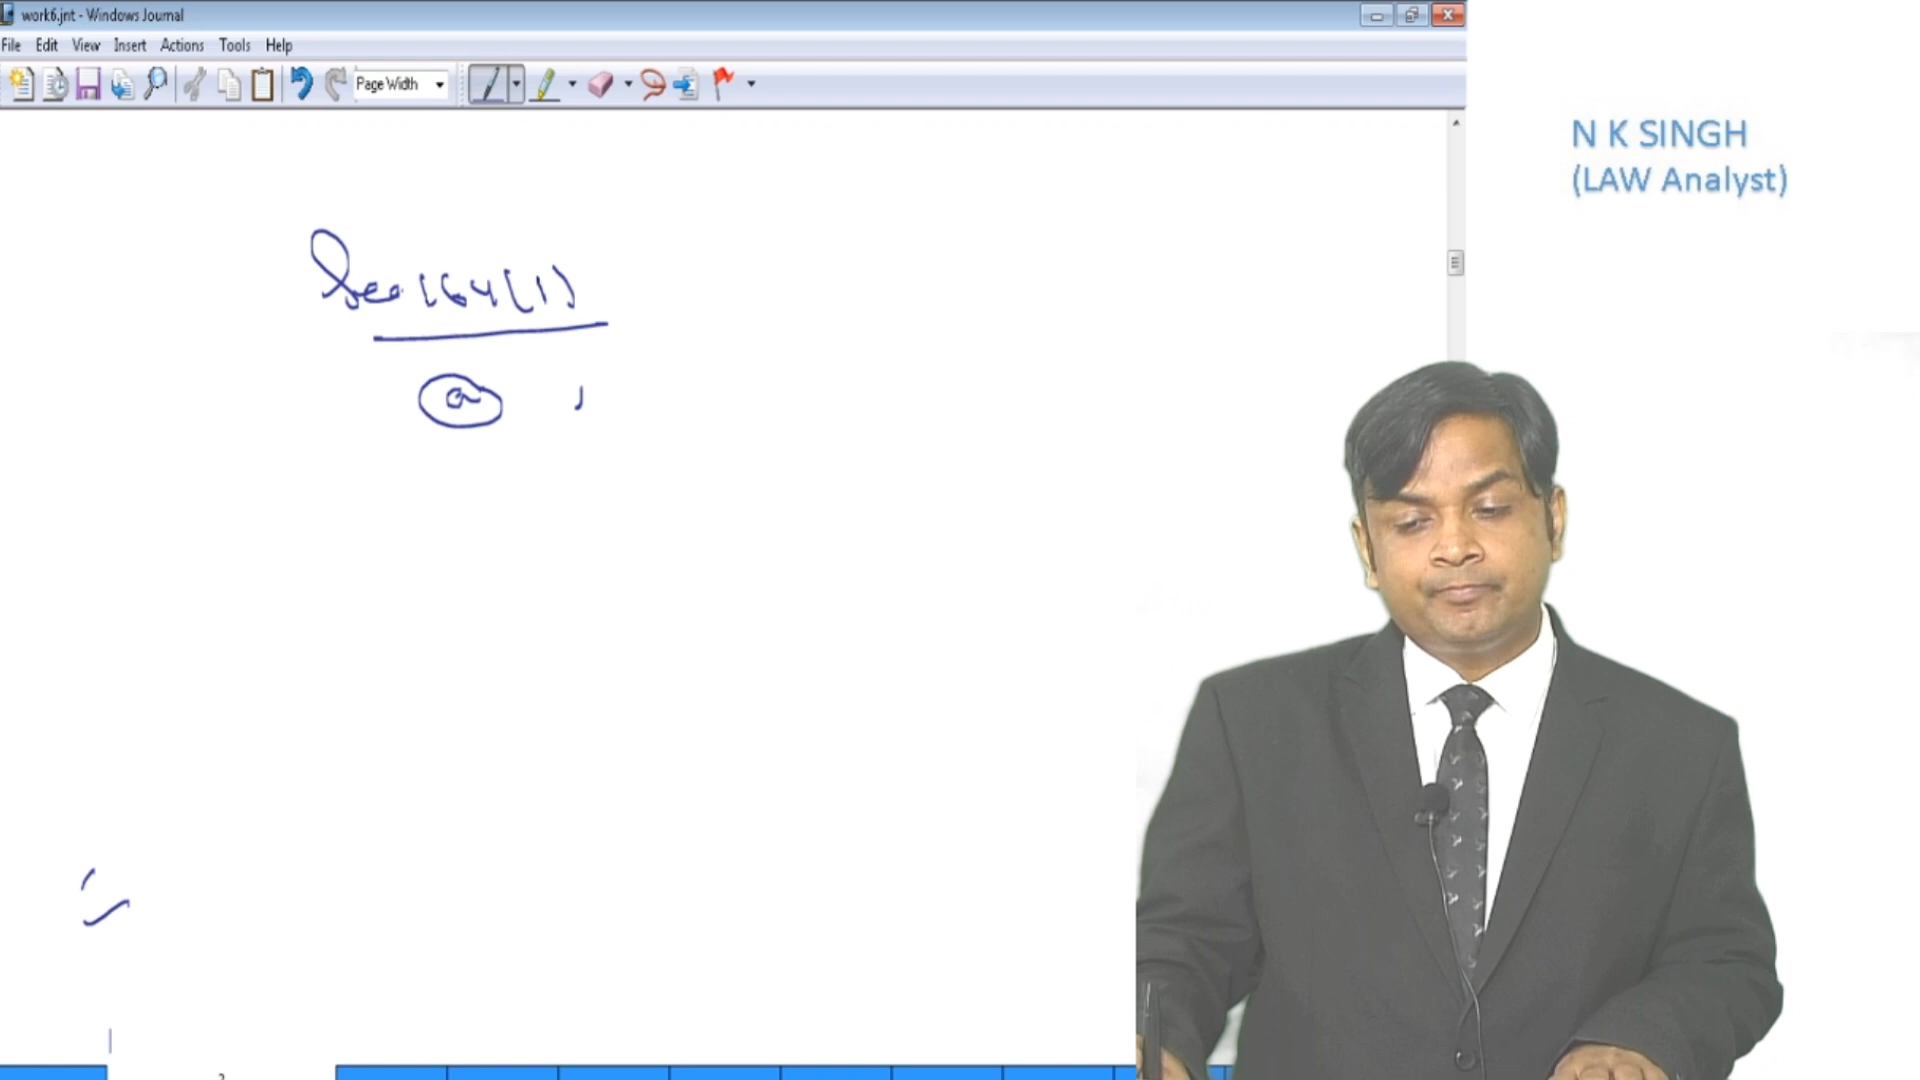 work6.jnt - Windows Journal
File Edit View Insert Actions Tools Help
Page Width
N K SINGH
(LAW Analyst)
Sec 164(1)
a